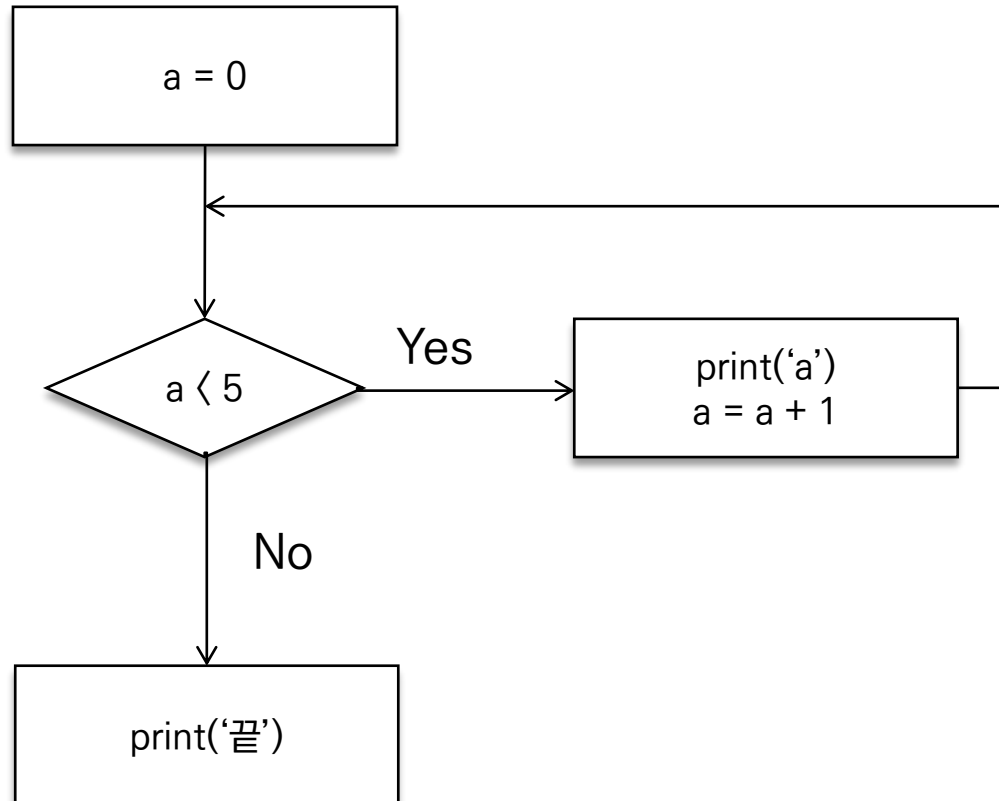 a = 0
a < 5
Yes
print(‘a’)
a = a + 1
No
print(‘끝’)